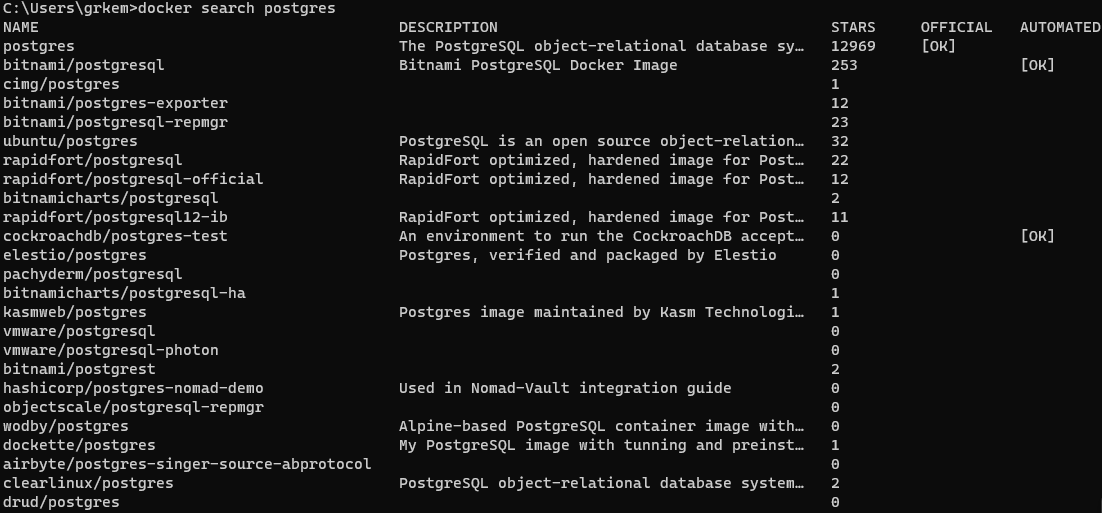 C:\Users\grkem>docker search postgres
NAME DESCRIPTION STARS OFFICIAL AUTOMATED
postgres The PostgreSQL object-relational database sy… 12969 [OK]
bitnami/postgresql Bitnami PostgreSQL Docker Image 253 [OK]
cimg/postgres 1
bitnami/postgres-exporter 12
bitnami/postgresql-repmgr 23
ubuntu/postgres PostgreSQL is an open source object-relation… 32
rapidfort/postgresql RapidFort optimized, hardened image for Post… 22
rapidfort/postgresql-official RapidFort optimized, hardened image for Post… 12
bitnamicharts/postgresql 2
rapidfort/postgresql12-ib RapidFort optimized, hardened image for Post… 11
cockroachdb/postgres-test An environment to run the CockroachDB accept… 0 [OK]
elestio/postgres Postgres, verified and packaged by Elestio 0
pachyderm/postgresql 0
bitnamicharts/postgresql-ha 1
kasmweb/postgres Postgres image maintained by Kasm Technologi… 1
vmware/postgresql 0
vmware/postgresql-photon 0
bitnami/postgrest 2
hashicorp/postgres-nomad-demo Used in Nomad-Vault integration guide 0
objectscale/postgresql-repmgr 0
wodby/postgres Alpine-based PostgreSQL container image with… 0
dockette/postgres My PostgreSQL image with tunning and preinst… 1
airbyte/postgres-singer-source-abprotocol 0
clearlinux/postgres PostgreSQL object-relational database system… 2
drud/postgres 0